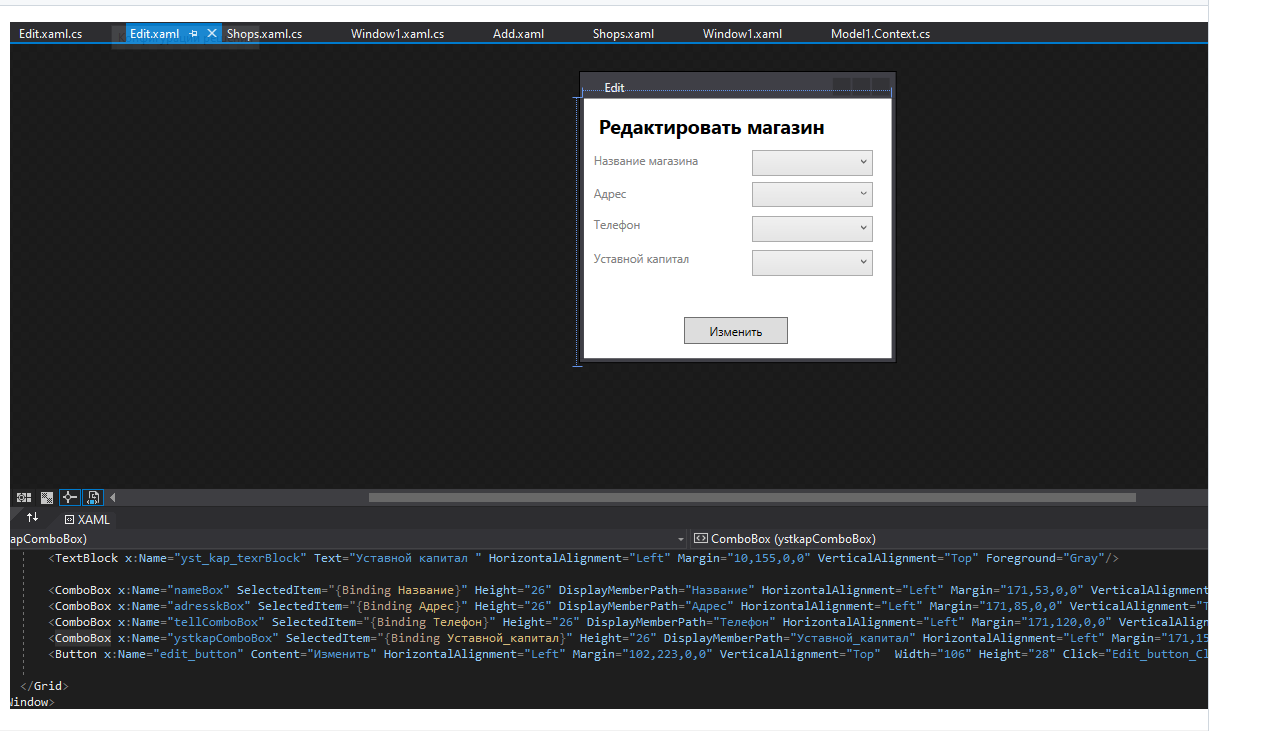 Edit.xaml.cs Edit.xaml Shops.xaml.cs Window1.xaml.cs Add.xaml Shops.xaml Window1.xaml Model1.Context.cs
Edit
Редактировать магазин
Название магазина
Адрес
Телефон
Уставной капитал
Изменить
XAML
apComboBox) ComboBox (ystkapComboBox)
<TextBlock x:Name="yst_kap_texrBlock" Text="Уставной капитал " HorizontalAlignment="Left" Margin="10,155,0,0" VerticalAlignment="Top" Foreground="Gray"/>
<ComboBox x:Name="nameBox" SelectedItem="{Binding Название}" Height="26" DisplayMemberPath="Название" HorizontalAlignment="Left" Margin="171,53,0,0" VerticalAlignment
<ComboBox x:Name="adresskBox" SelectedItem="{Binding Адрес}" Height="26" DisplayMemberPath="Адрес" HorizontalAlignment="Left" Margin="171,85,0,0" VerticalAlignment="T
<ComboBox x:Name="tellComboBox" SelectedItem="{Binding Телефон}" Height="26" DisplayMemberPath="Телефон" HorizontalAlignment="Left" Margin="171,120,0,0" VerticalAlign
<ComboBox x:Name="ystkapComboBox" SelectedItem="{Binding Уставной_капитал}" Height="26" DisplayMemberPath="Уставной_капитал" HorizontalAlignment="Left" Margin="171,15
<Button x:Name="edit_button" Content="Изменить" HorizontalAlignment="Left" Margin="102,223,0,0" VerticalAlignment="Top"  Width="106" Height="28" Click="Edit_button_Cl
</Grid>
Window>